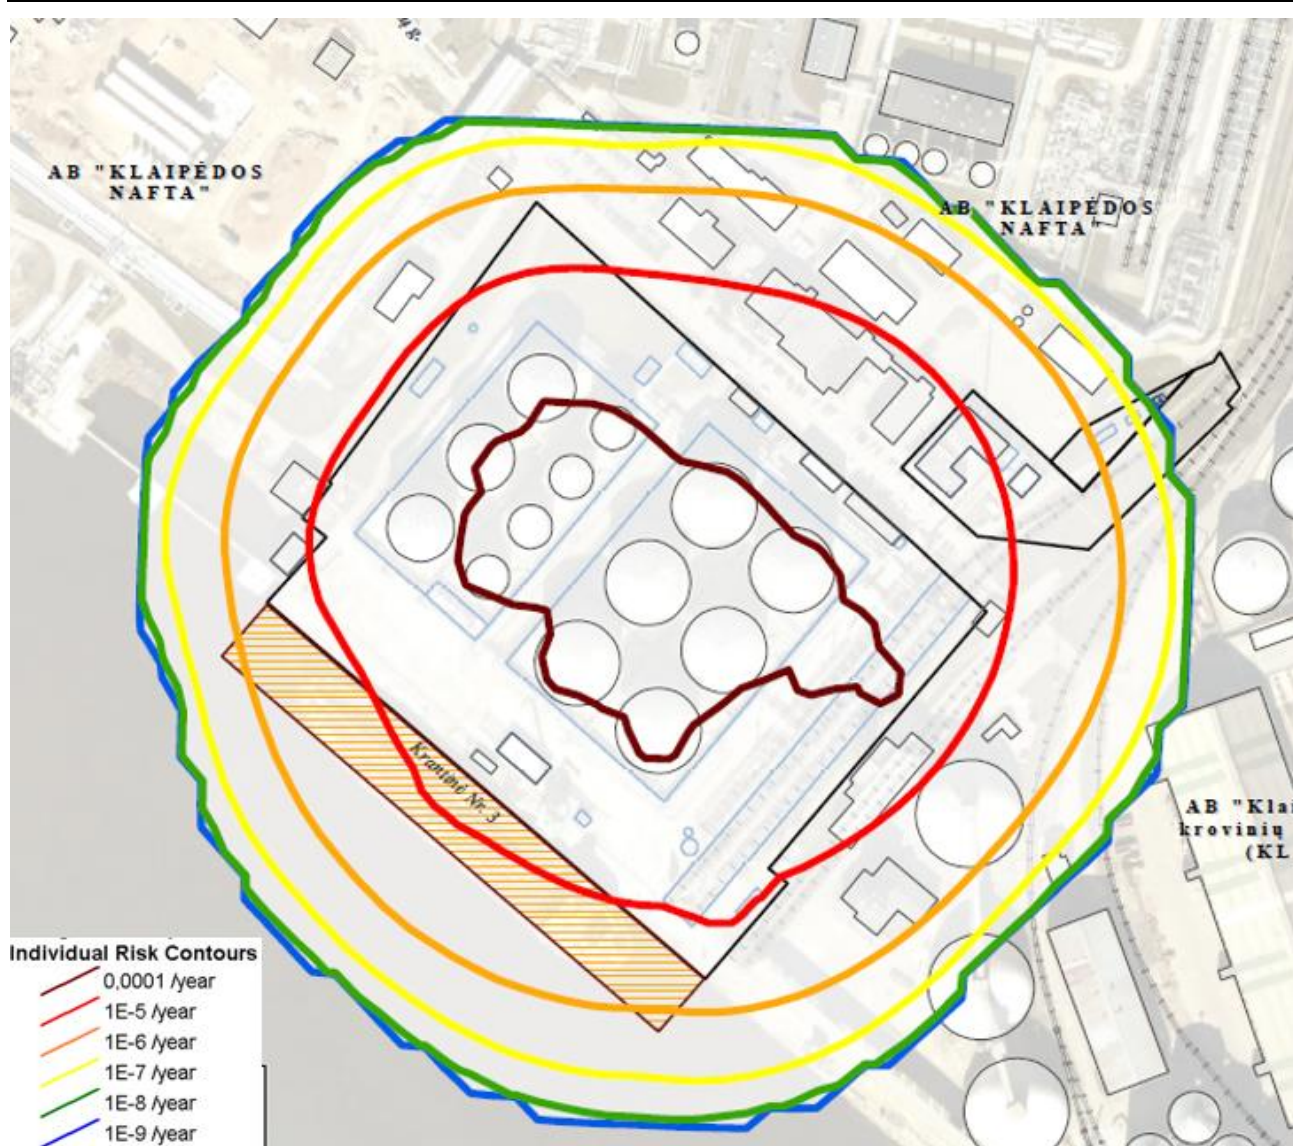 AB "KLAIPĖDOS
NAFTA"
AB "KLAIPĖDOS
NAFTA"
Krantinė Nr. 3
AB "Klai
krovinių
(KL
Individual Risk Contours
0,0001 /year
1E-5 /year
1E-6 /year
1E-7 /year
1E-8 /year
1E-9 /year